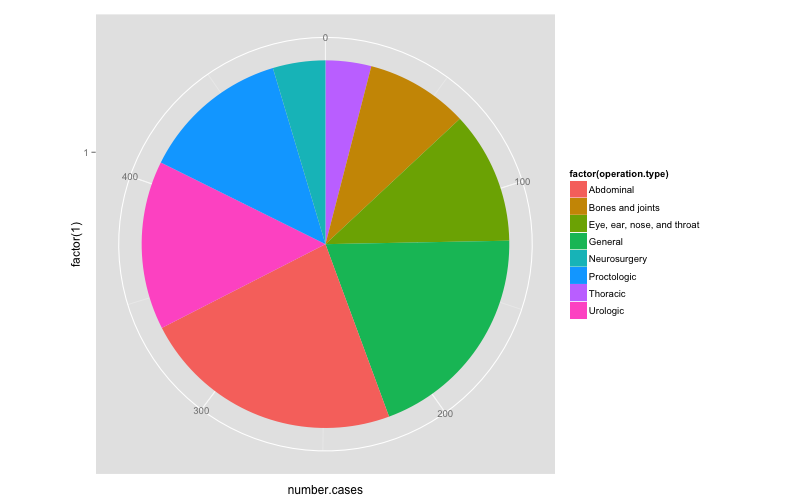 0
1
400
100
300
200
factor(1)
number.cases
factor(operation.type)
Abdominal
Bones and joints
Eye, ear, nose, and throat
General
Neurosurgery
Proctologic
Thoracic
Urologic